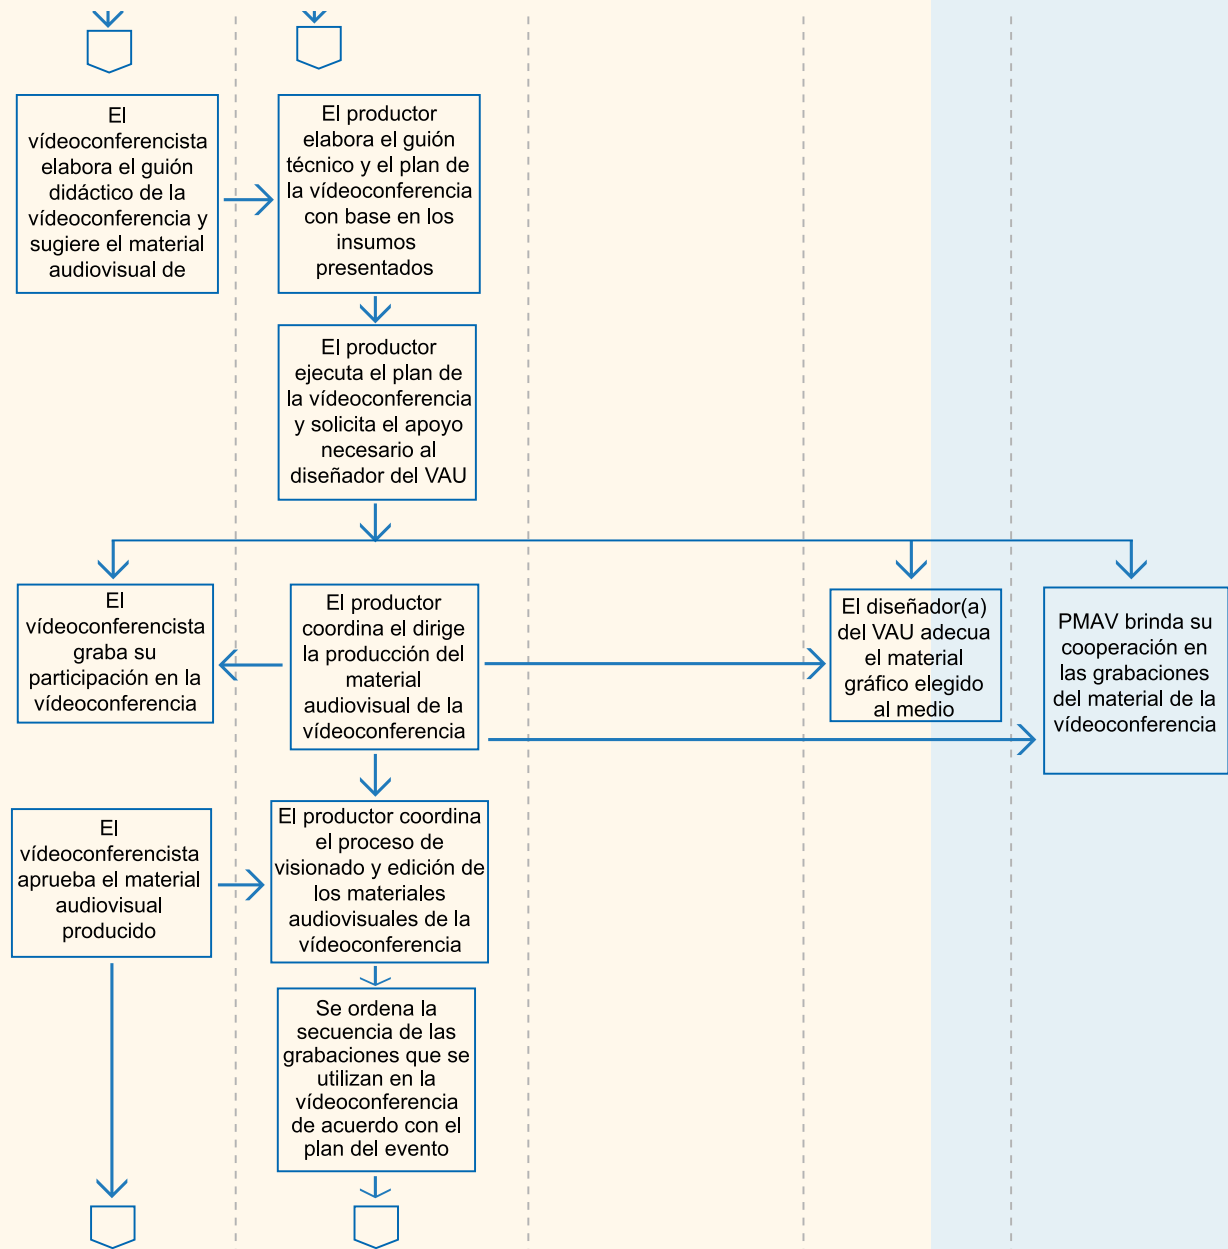 El
vídeoconferencista
elabora el guión
didáctico de la
vídeoconferencia y
sugiere el material
audiovisual de
El productor
elabora el guión
técnico y el plan de
la vídeoconferencia
con base en los
insumos
presentados
El productor
ejecuta el plan de
la vídeoconferencia
y solicita el apoyo
necesario al
diseñador del VAU
El
vídeoconferencista
graba su
participación en la
vídeoconferencia
El productor
coordina el dirige
la producción del
material
audiovisual de la
vídeoconferencia
El diseñador(a)
del VAU adecua
el material
gráfico elegido
al medio
PMAV brinda su
cooperación en
las grabaciones
del material de la
vídeoconferencia
El
vídeoconferencista
aprueba el material
audiovisual
producido
El productor coordina
el proceso de
visionado y edición de
los materiales
audiovisuales de la
vídeoconferencia
Se ordena la
secuencia de las
grabaciones que se
utilizan en la
vídeoconferencia
de acuerdo con el
plan del evento